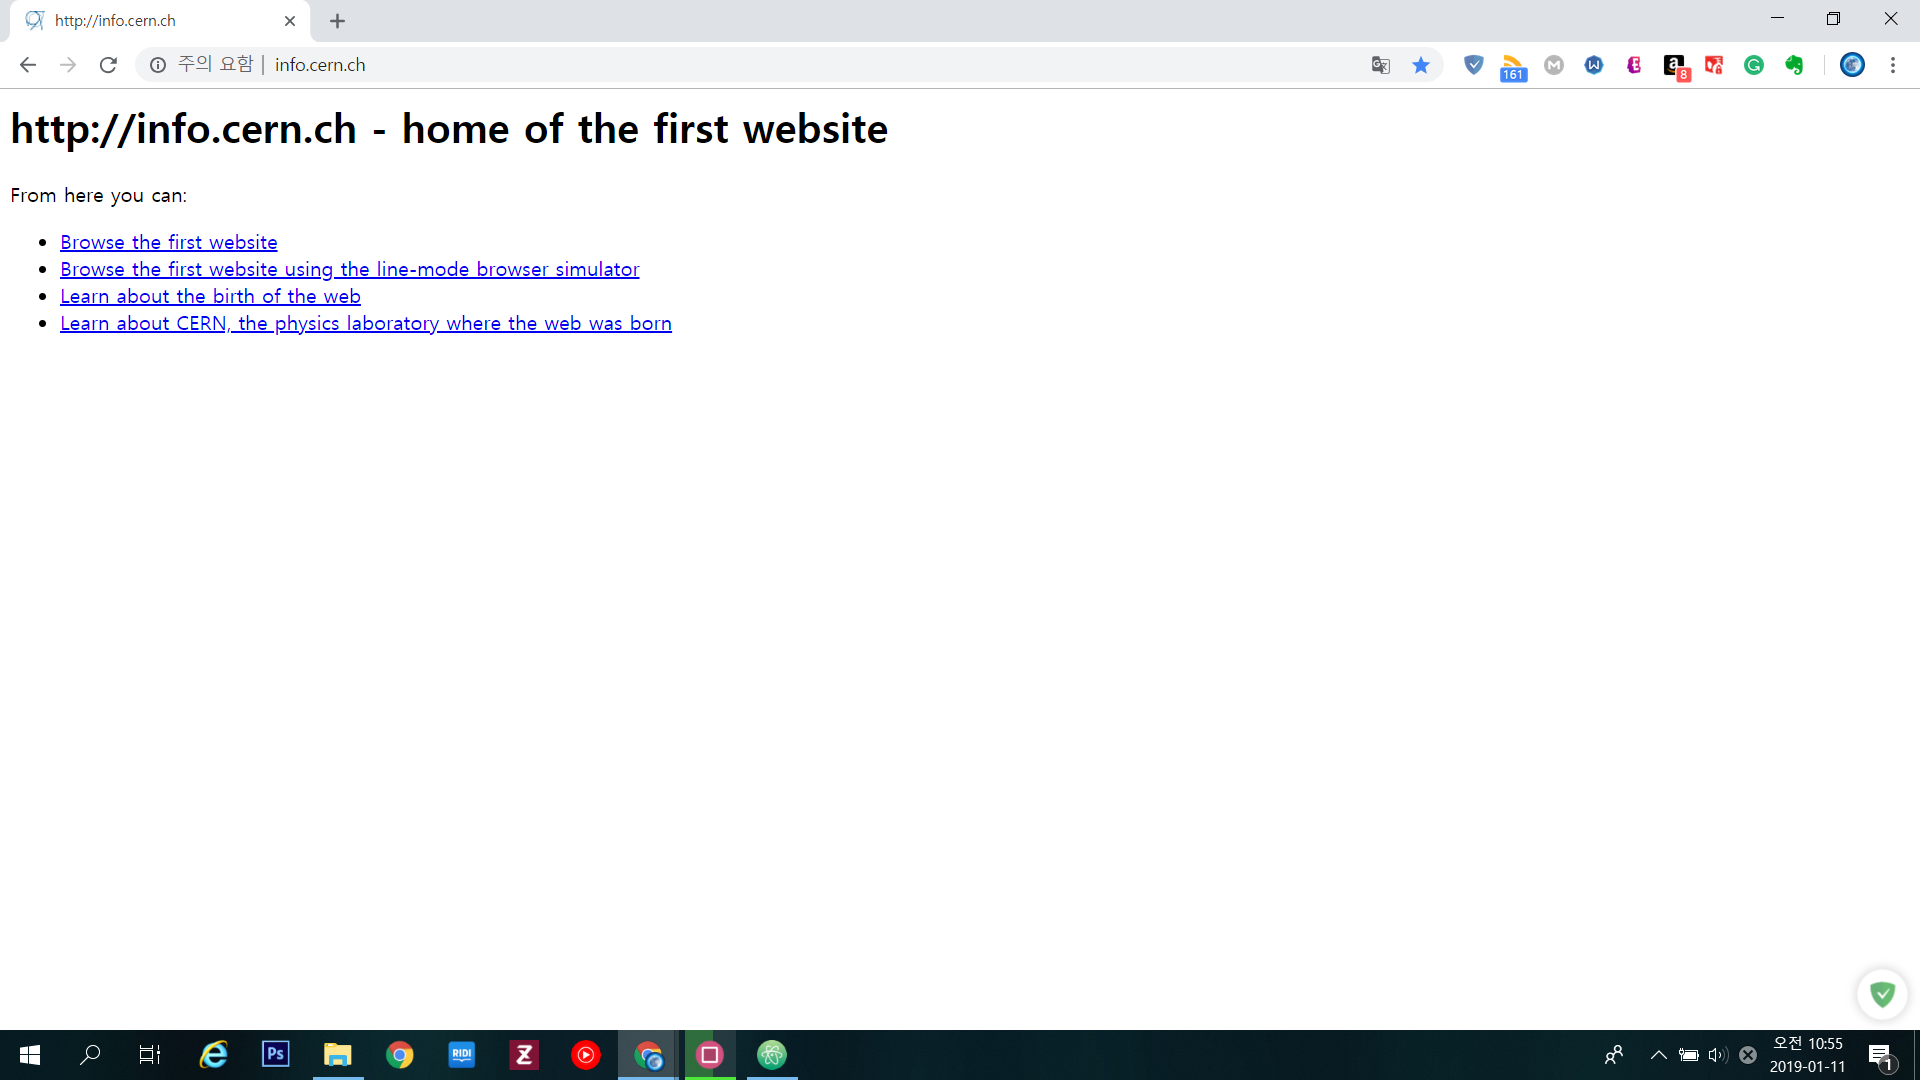 http://info.cern.ch
주의 요함 | info.cern.ch
161
M
W
E
a
8
G
http://info.cern.ch - home of the first website
From here you can:
Browse the first website
Browse the first website using the line-mode browser simulator
Learn about the birth of the web
Learn about CERN, the physics laboratory where the web was born
Ps
RIDI
Z
오전 10:55
2019-01-11
1